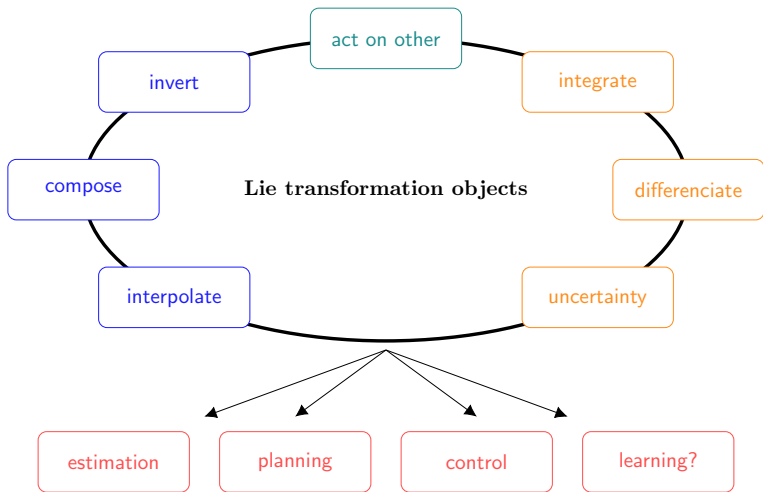 act on other
invert
integrate
compose
Lie transformation objects
differenciate
interpolate
uncertainty
estimation
planning
control
learning?